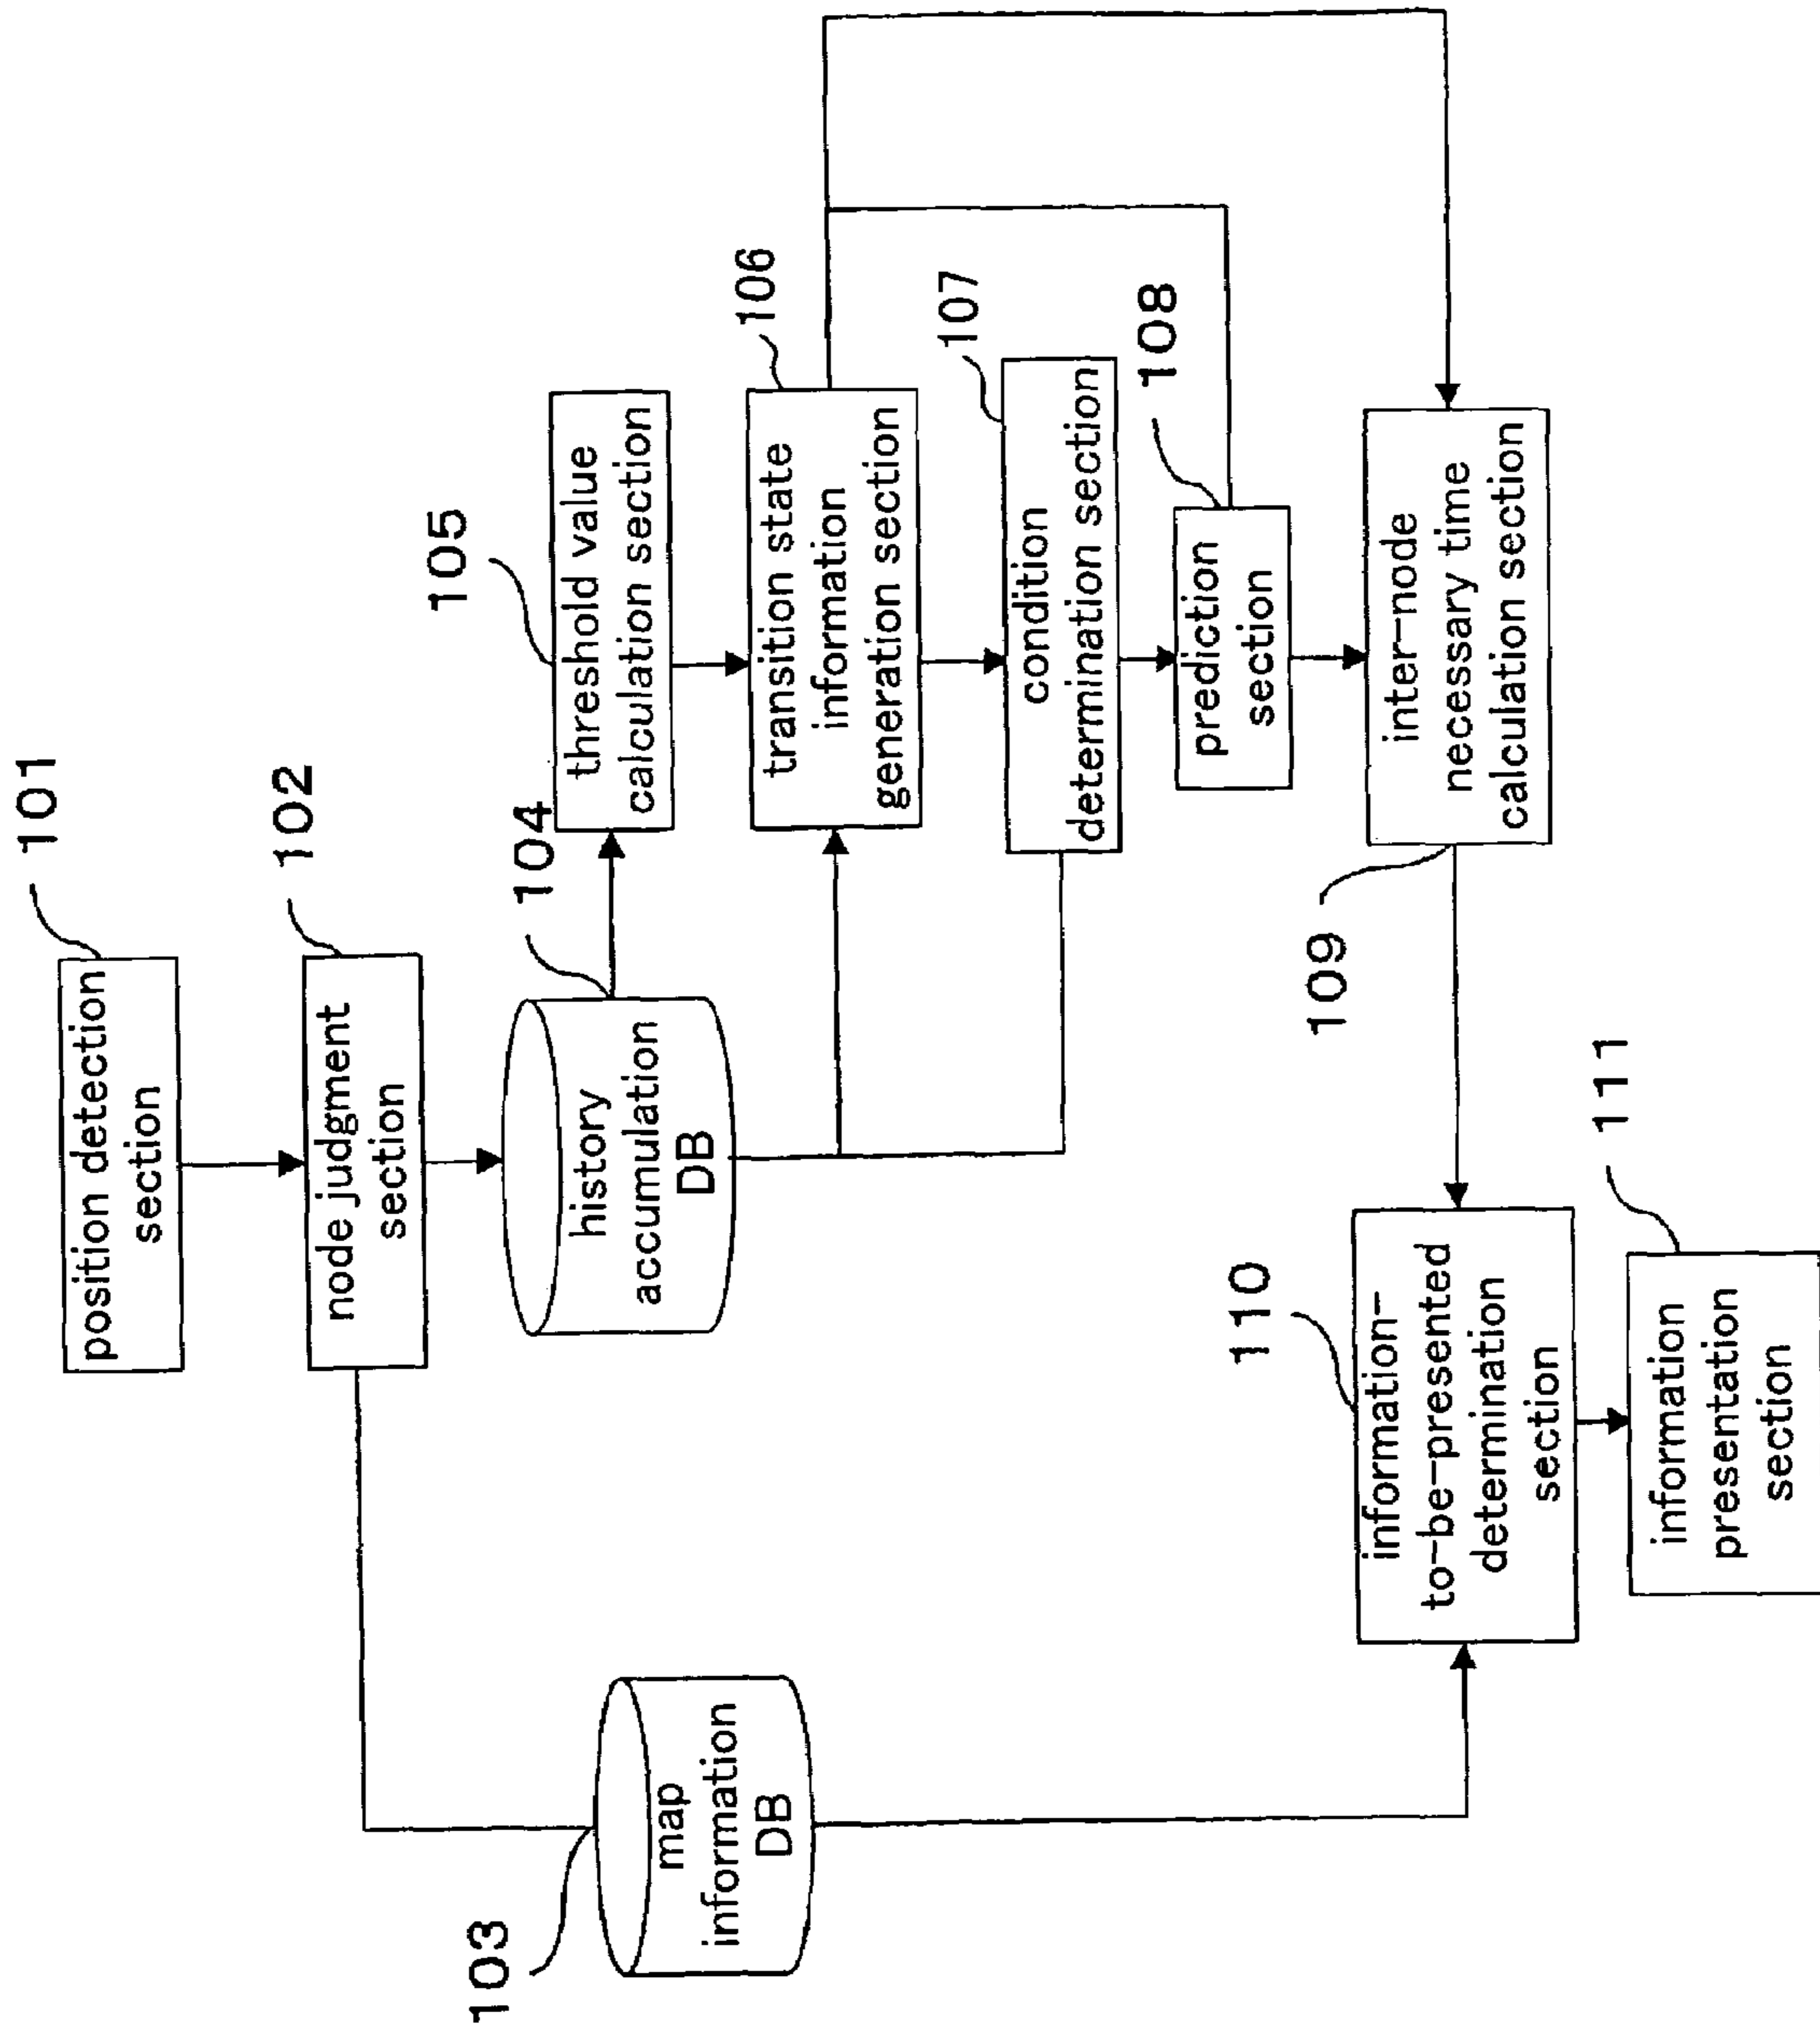 101
position detection
section
102
node judgment
section
103
map
information
DB
104
history
accumulation
DB
105
threshold value
calculation section
106
transition state
information
generation section
107
condition
determination section
108
prediction
section
109
inter-node
necessary time
calculation section
110
information-
to-be-presented
determination
section
111
information
presentation
section